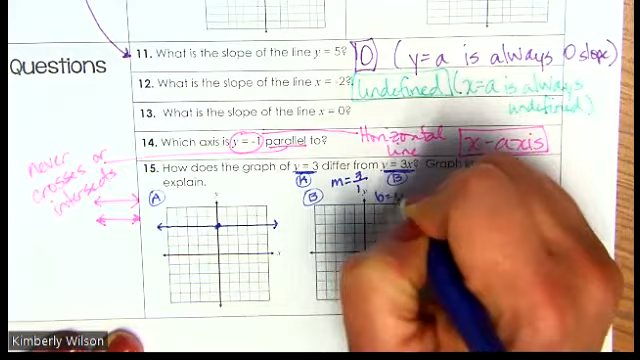 11. What is the slope of the line y = 5? 0 (y=a is always 0 slope)
Questions
12. What is the slope of the line x = -2? undefined (x=a is always
undefined)
13. What is the slope of the line x = 0?
14. Which axis is y = -1 parallel to? Horizontal
line
x-axis
never
crosses or
intersects
15. How does the graph of y = 3 differ from y = 3x? Graph
explain.
A
B
m=3/1
A
B
y
x
y
Kimberly Wilson